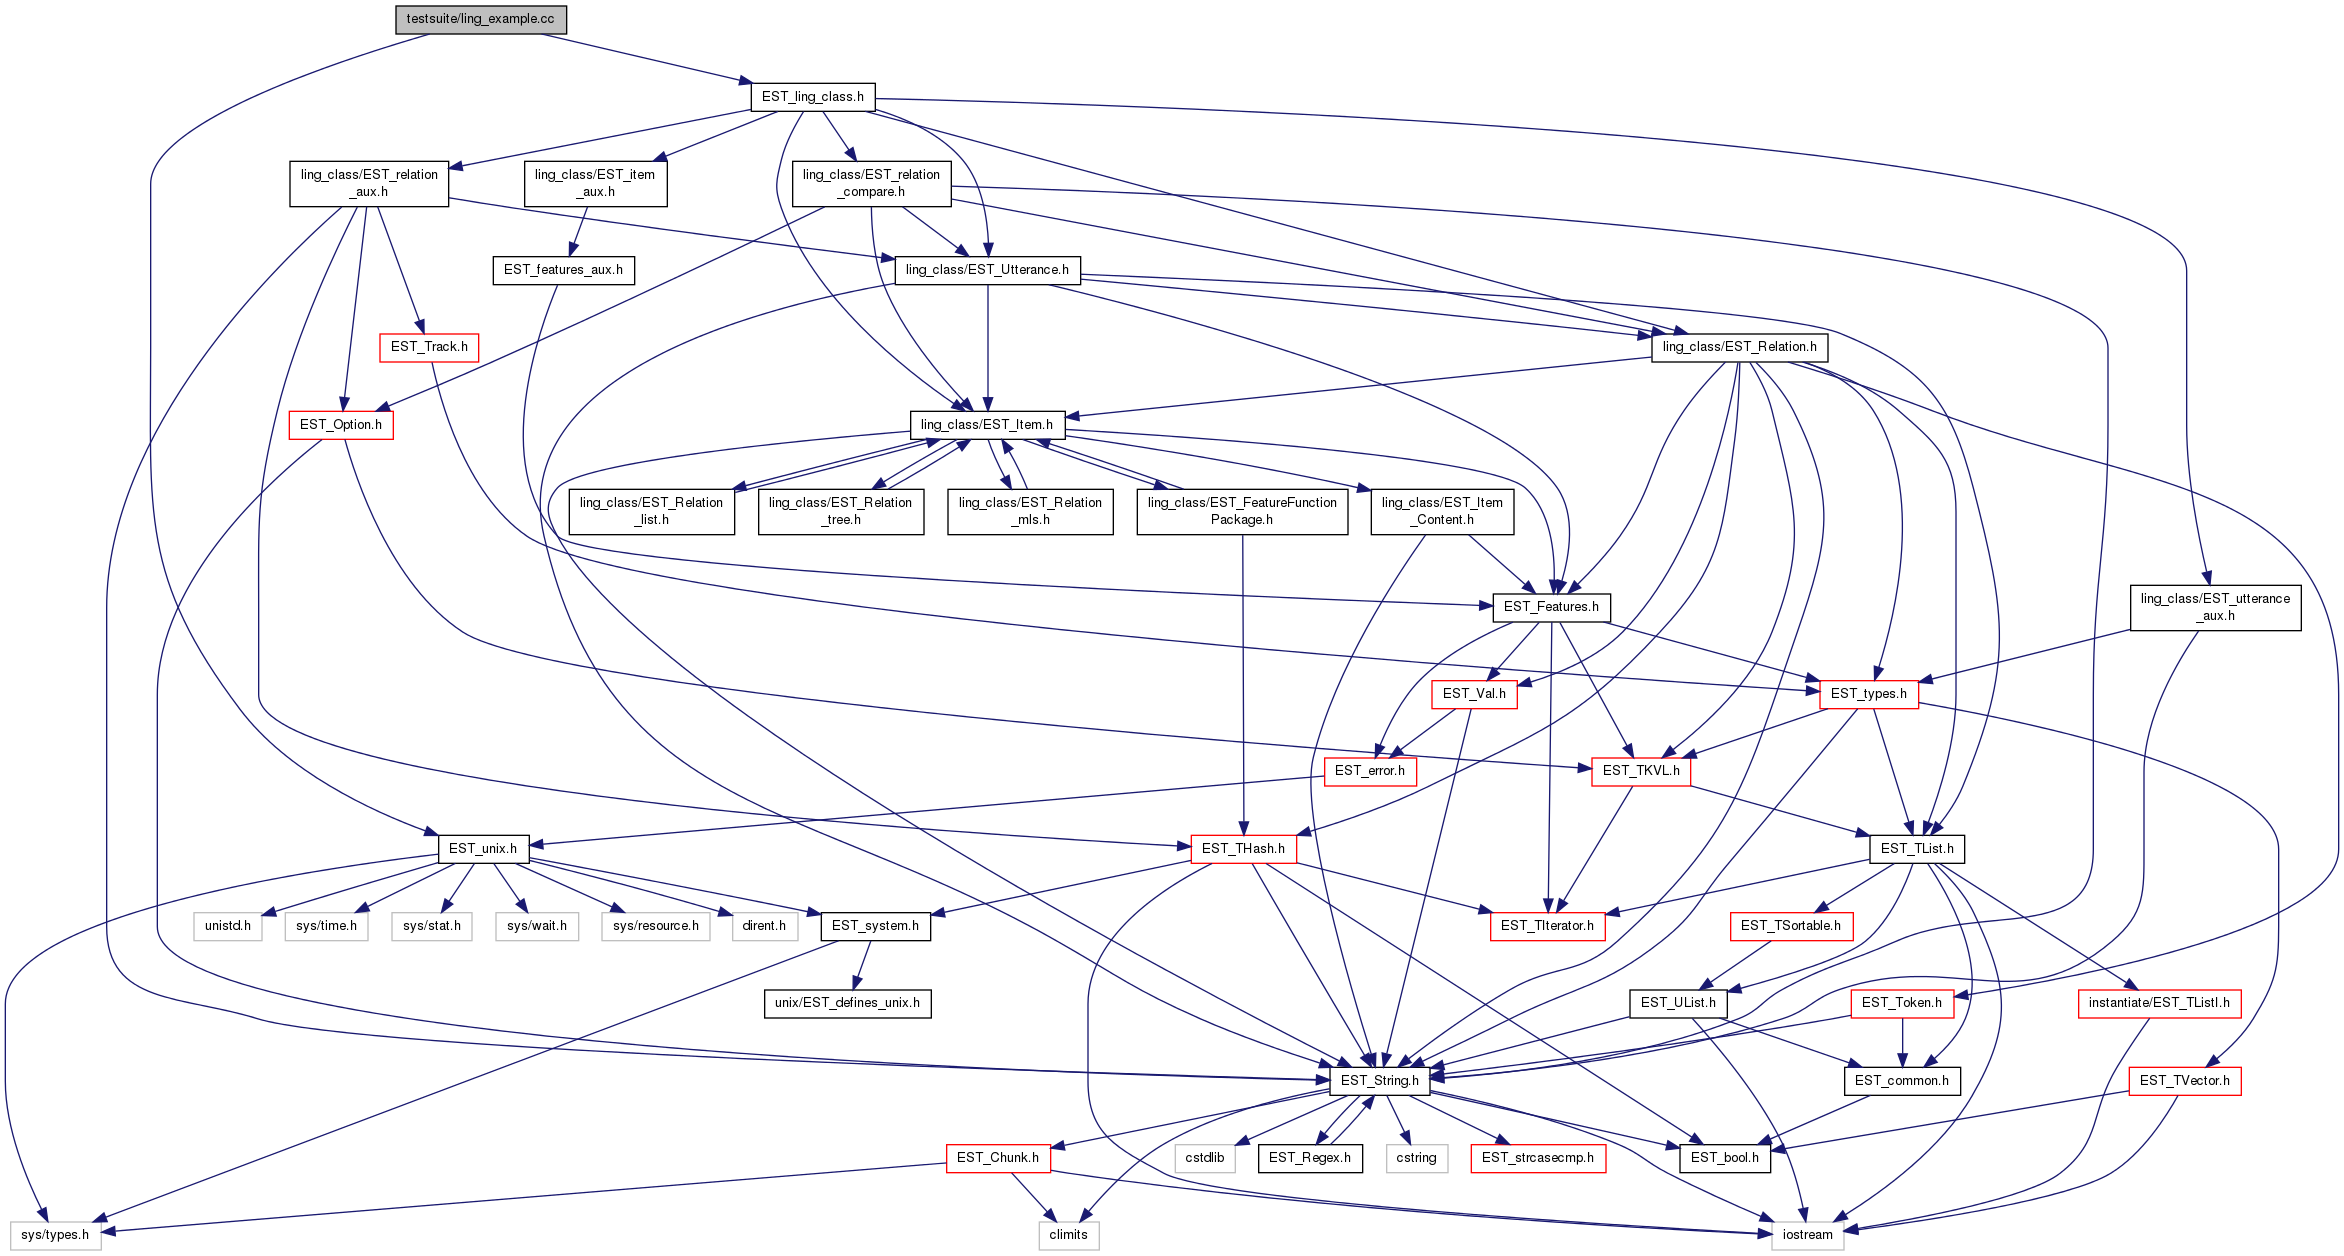 testsuite/ling_example.cc
EST_ling_class.h
ling_class/EST_relation
_aux.h
ling_class/EST_item
_aux.h
ling_class/EST_relation
_compare.h
EST_features_aux.h
ling_class/EST_Utterance.h
EST_Track.h
ling_class/EST_Relation.h
EST_Option.h
ling_class/EST_Item.h
ling_class/EST_Relation
_list.h
ling_class/EST_Relation
_tree.h
ling_class/EST_Relation
_mls.h
ling_class/EST_FeatureFunction
Package.h
ling_class/EST_Item
_Content.h
EST_Features.h
ling_class/EST_utterance
_aux.h
EST_Val.h
EST_types.h
EST_error.h
EST_TKVL.h
EST_unix.h
EST_THash.h
EST_TList.h
unistd.h
sys/time.h
sys/stat.h
sys/wait.h
sys/resource.h
dirent.h
EST_system.h
EST_TIterator.h
EST_TSortable.h
unix/EST_defines_unix.h
EST_UList.h
EST_Token.h
instantiate/EST_TListI.h
EST_String.h
EST_common.h
EST_TVector.h
EST_Chunk.h
cstdlib
EST_Regex.h
cstring
EST_strcasecmp.h
EST_bool.h
sys/types.h
climits
iostream